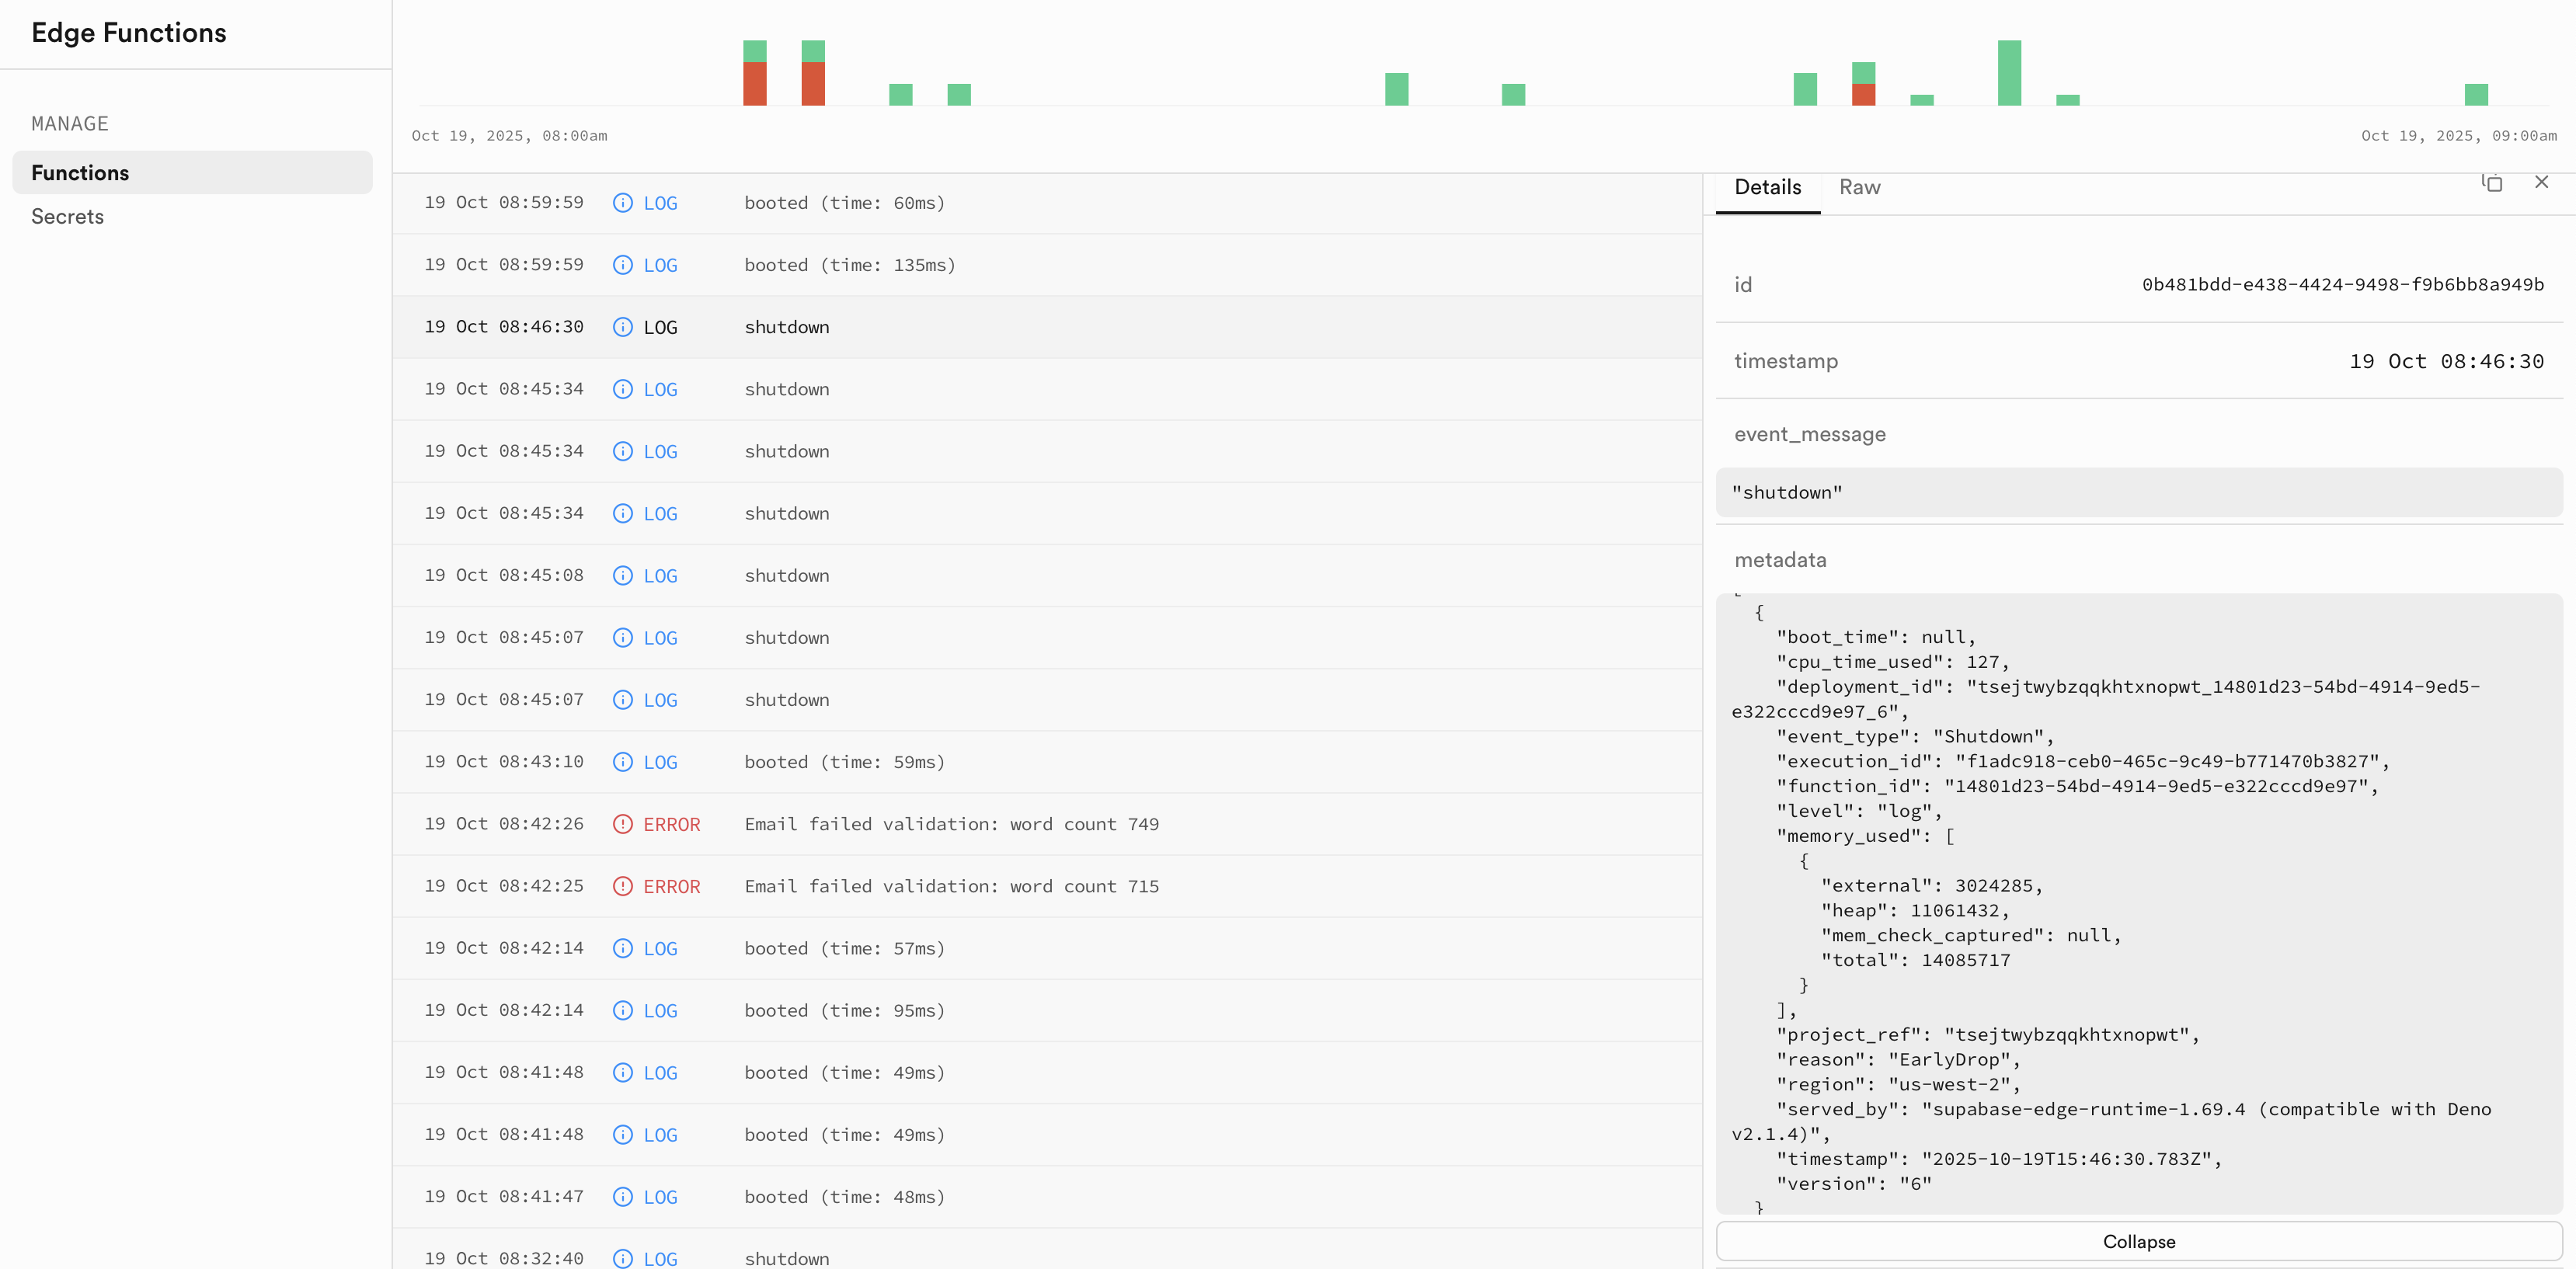 Edge Functions
MANAGE
Functions
Secrets
Oct 19, 2025, 08:00am
Oct 19, 2025, 09:00am
19 Oct 08:59:59 LOG booted (time: 60ms)
19 Oct 08:59:59 LOG booted (time: 135ms)
19 Oct 08:46:30 LOG shutdown
19 Oct 08:45:34 LOG shutdown
19 Oct 08:45:34 LOG shutdown
19 Oct 08:45:34 LOG shutdown
19 Oct 08:45:08 LOG shutdown
19 Oct 08:45:07 LOG shutdown
19 Oct 08:45:07 LOG shutdown
19 Oct 08:43:10 LOG booted (time: 59ms)
19 Oct 08:42:26 ERROR Email failed validation: word count 749
19 Oct 08:42:25 ERROR Email failed validation: word count 715
19 Oct 08:42:14 LOG booted (time: 57ms)
19 Oct 08:42:14 LOG booted (time: 95ms)
19 Oct 08:41:48 LOG booted (time: 49ms)
19 Oct 08:41:48 LOG booted (time: 49ms)
19 Oct 08:41:47 LOG booted (time: 48ms)
19 Oct 08:32:40 LOG shutdown
Details Raw
id 0b481bdd-e438-4424-9498-f9b6bb8a949b
timestamp 19 Oct 08:46:30
event_message
"shutdown"
metadata
[
{
"boot_time": null,
"cpu_time_used": 127,
"deployment_id": "tsejtwybzqqkhtxnopwt_14801d23-54bd-4914-9ed5-
e322cccd9e97_6",
"event_type": "Shutdown",
"execution_id": "f1adc918-ceb0-465c-9c49-b771470b3827",
"function_id": "14801d23-54bd-4914-9ed5-e322cccd9e97",
"level": "log",
"memory_used": [
{
"external": 3024285,
"heap": 11061432,
"mem_check_captured": null,
"total": 14085717
}
],
"project_ref": "tsejtwybzqqkhtxnopwt",
"reason": "EarlyDrop",
"region": "us-west-2",
"served_by": "supabase-edge-runtime-1.69.4 (compatible with Deno
v2.1.4)",
"timestamp": "2025-10-19T15:46:30.783Z",
"version": "6"
}
Collapse